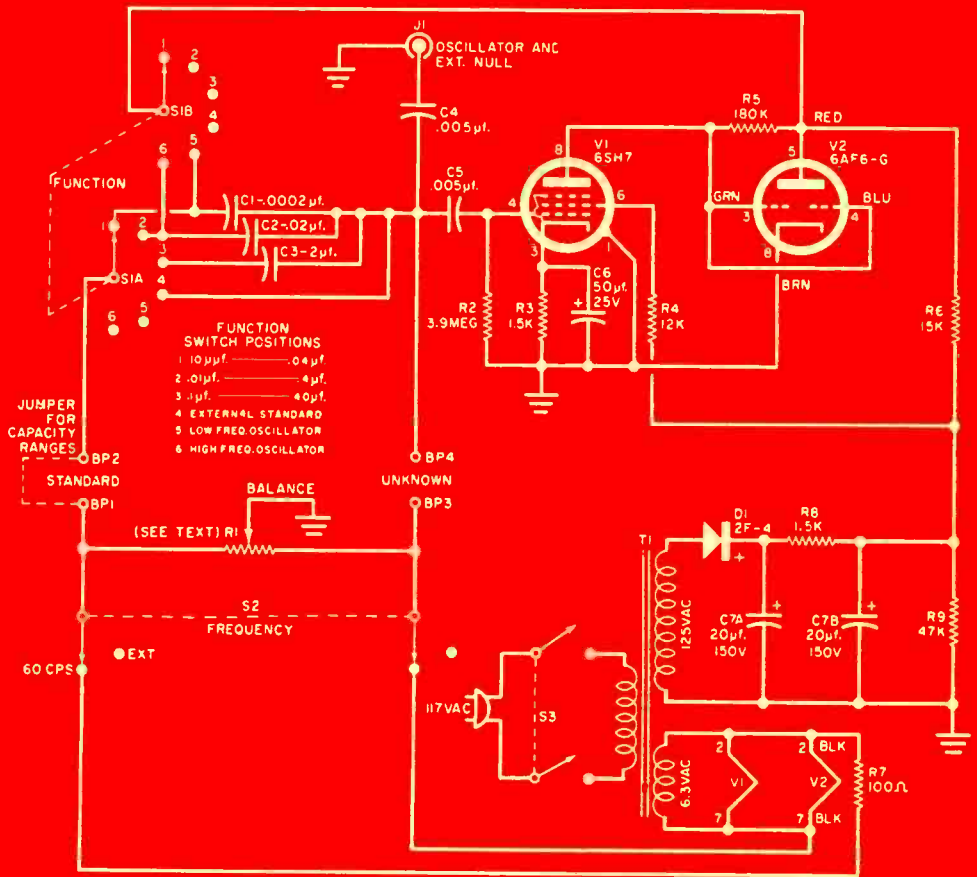 J1
OSCILLATOR AND
EXT. NULL
1
2
3
4
S1B
6
5
FUNCTION
C4
.005µf.
C5
.005µf.
C1-.0002µf.
C2-.02µf.
C3-2µf.
1
2
3
4
S1A
6
5
V1
6SH7
8
4
6
3
1
R5
180K
RED
V2
6AF6-G
5
GRN
3
BLU
4
8
BRN
C6
50µf.
25V
R2
3.9MEG
R3
1.5K
R4
12K
R6
15K
FUNCTION
SWITCH POSITIONS
1 10µµf. .04µf.
2 .01µf. 4µf.
3 .1µf. 40µf.
4 EXTERNAL STANDARD
5 LOW FREQ. OSCILLATOR
6 HIGH FREQ. OSCILLATOR
JUMPER
FOR
CAPACITY
RANGES
BP2
STANDARD
BP1
BP4
UNKNOWN
BP3
BALANCE
(SEE TEXT) R1
S2
FREQUENCY
EXT
60 CPS
117VAC
S3
T1
125VAC
6.3VAC
D1
2F-4
+
R8
1.5K
C7A
20µf.
150V
+
C7B
20µf.
150V
+
R9
47K
2
V1
7
2
BLK
V2
7
BLK
R7
100Ω
+